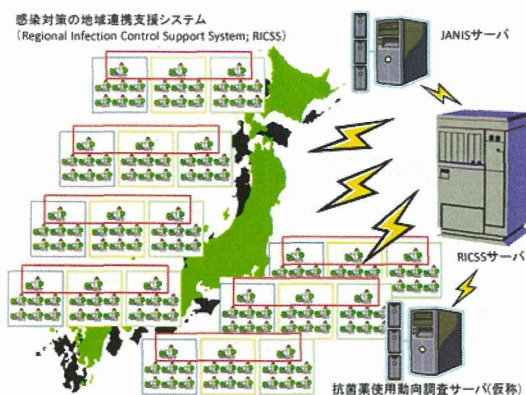 感染対策の地域連携支援システム
(Regional Infection Control Support System; RICSS)
JANISサーバ
RICSSサーバ
抗菌薬使用動向調査サーバ(仮称)